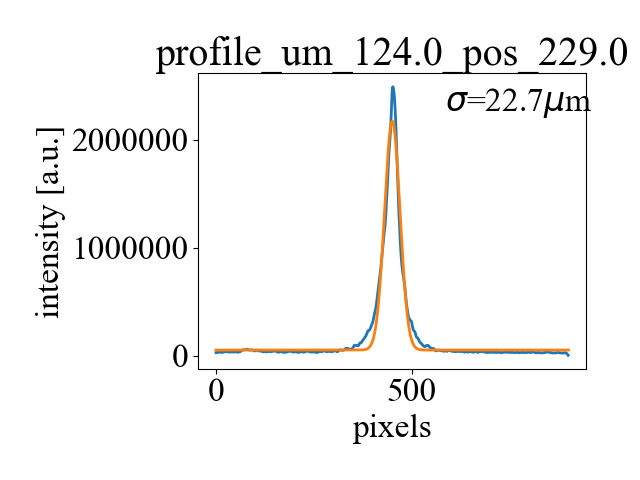 profile_um_124.0_pos_229.0
σ=22.7μm
intensity [a.u.]
2000000
1000000
0
0 500
pixels